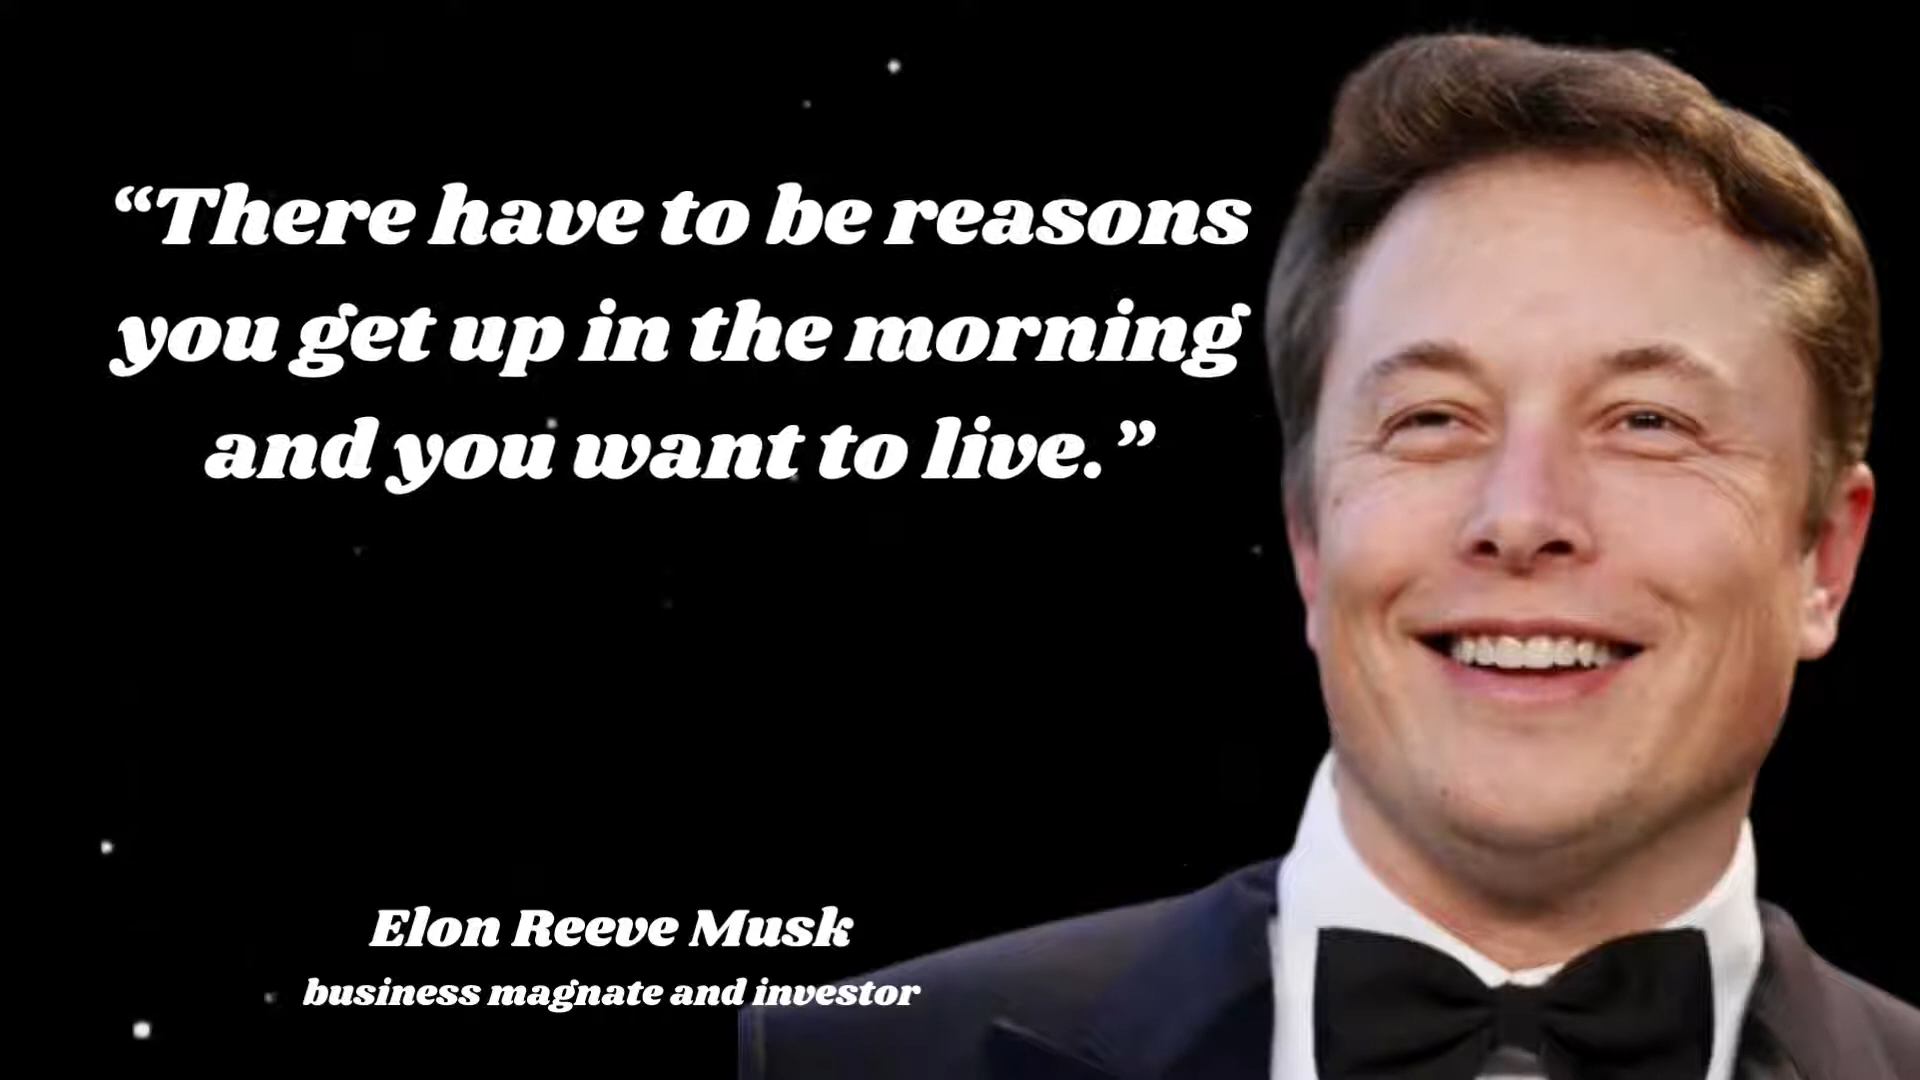 “There have to be reasons
you get up in the morning
and you want to live.”
Elon Reeve Musk
business magnate and investor